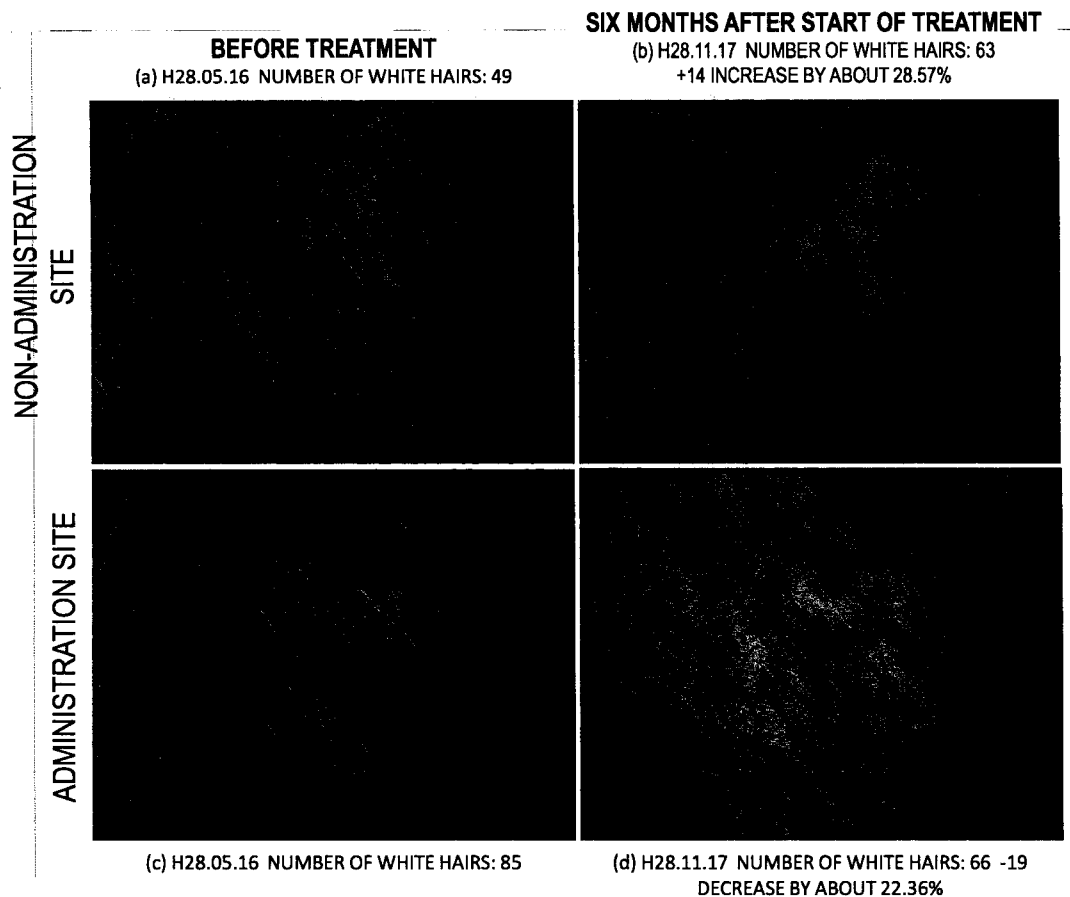 BEFORE TREATMENT
(a) H28.05.16 NUMBER OF WHITE HAIRS: 49
SIX MONTHS AFTER START OF TREATMENT
(b) H28.11.17 NUMBER OF WHITE HAIRS: 63
+14 INCREASE BY ABOUT 28.57%
NON-ADMINISTRATION
SITE
ADMINISTRATION SITE
(c) H28.05.16 NUMBER OF WHITE HAIRS: 85
(d) H28.11.17 NUMBER OF WHITE HAIRS: 66 -19
DECREASE BY ABOUT 22.36%